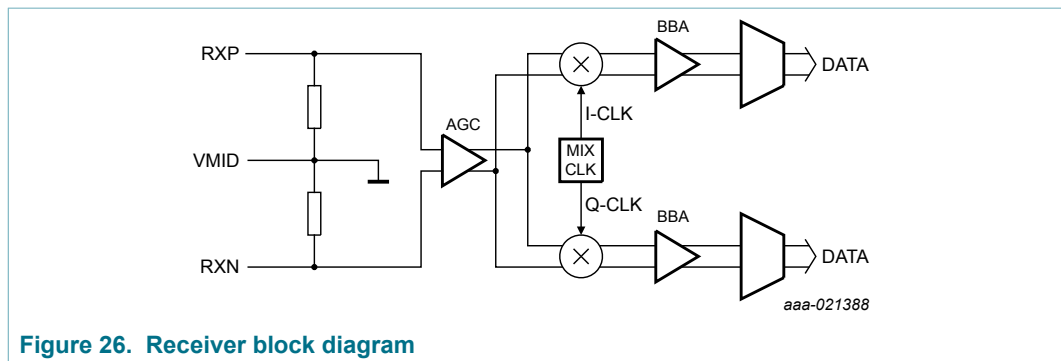 RXP
VMID
RXN
AGC
BBA
DATA
I-CLK
MIX
CLK
Q-CLK
BBA
DATA
aaa-021388
Figure 26. Receiver block diagram